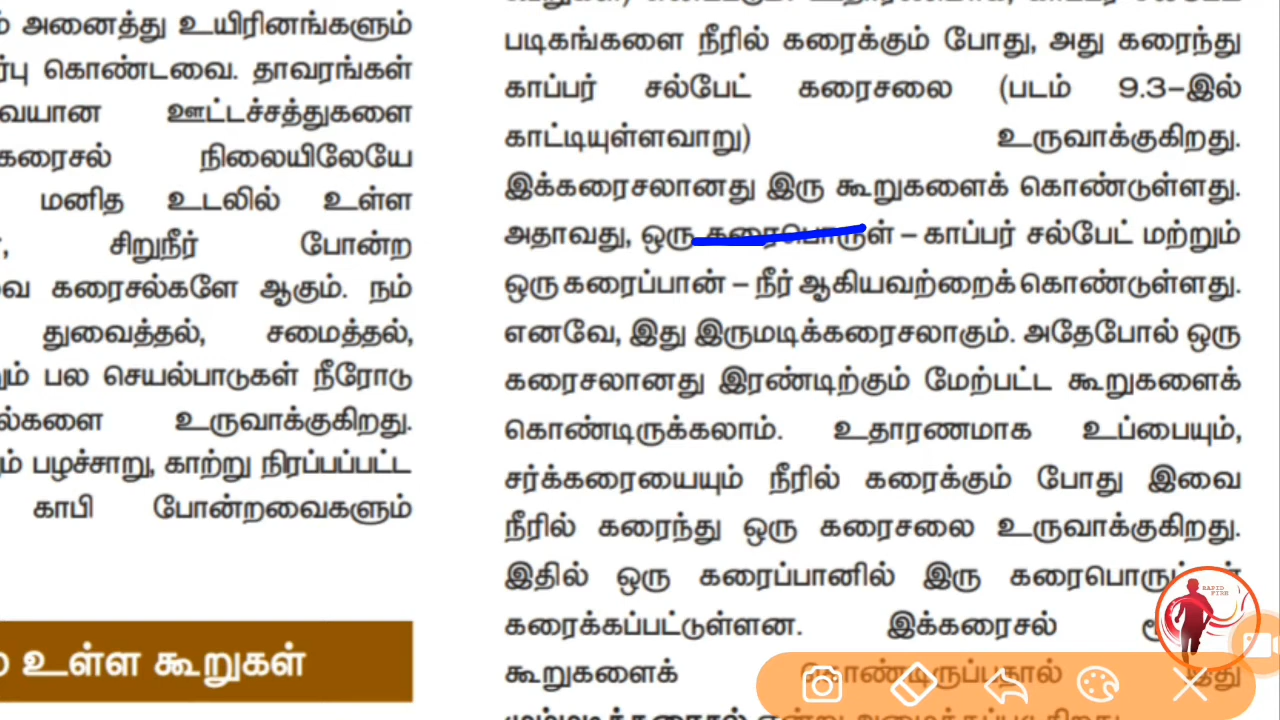 அனைத்து உயிரினங்களும்
கொண்டவை. தாவரங்கள்
ஊட்டச்சத்துகளை
கரைசல் நிலையிலேயே
மனித உடலில் உள்ள
சிறுநீர் போன்ற
கரைசல்களே ஆகும். நம்
துவைத்தல், சமைத்தல்,
பல செயல்பாடுகள் நீரோடு
உருவாக்குகிறது.
பழச்சாறு, காற்று நிரப்பப்பட்ட
காபி போன்றவைகளும்
உள்ள கூறுகள்
படிகங்களை நீரில் கரைக்கும் போது, அது கரைந்து
காப்பர் சல்பேட் கரைசலை (படம் 9.3–இல்
காட்டியுள்ளவாறு) உருவாக்குகிறது.
இக்கரைசலானது இரு கூறுகளைக் கொண்டுள்ளது.
அதாவது, ஒரு கரைபொருள் – காப்பர் சல்பேட் மற்றும்
ஒரு கரைப்பான் – நீர் ஆகியவற்றைக் கொண்டுள்ளது.
எனவே, இது இருமடிக்கரைசலாகும். அதேபோல் ஒரு
கரைசலானது இரண்டிற்கும் மேற்பட்ட கூறுகளைக்
கொண்டிருக்கலாம். உதாரணமாக உப்பையும்,
சர்க்கரையையும் நீரில் கரைக்கும் போது இவை
நீரில் கரைந்து ஒரு கரைசலை உருவாக்குகிறது.
இதில் ஒரு கரைப்பானில் இரு
கரைக்கப்பட்டுள்ளன. இக்கரைசல்
கூறுகளைக் கொண்டிருப்பதால்
RAPID
FISH